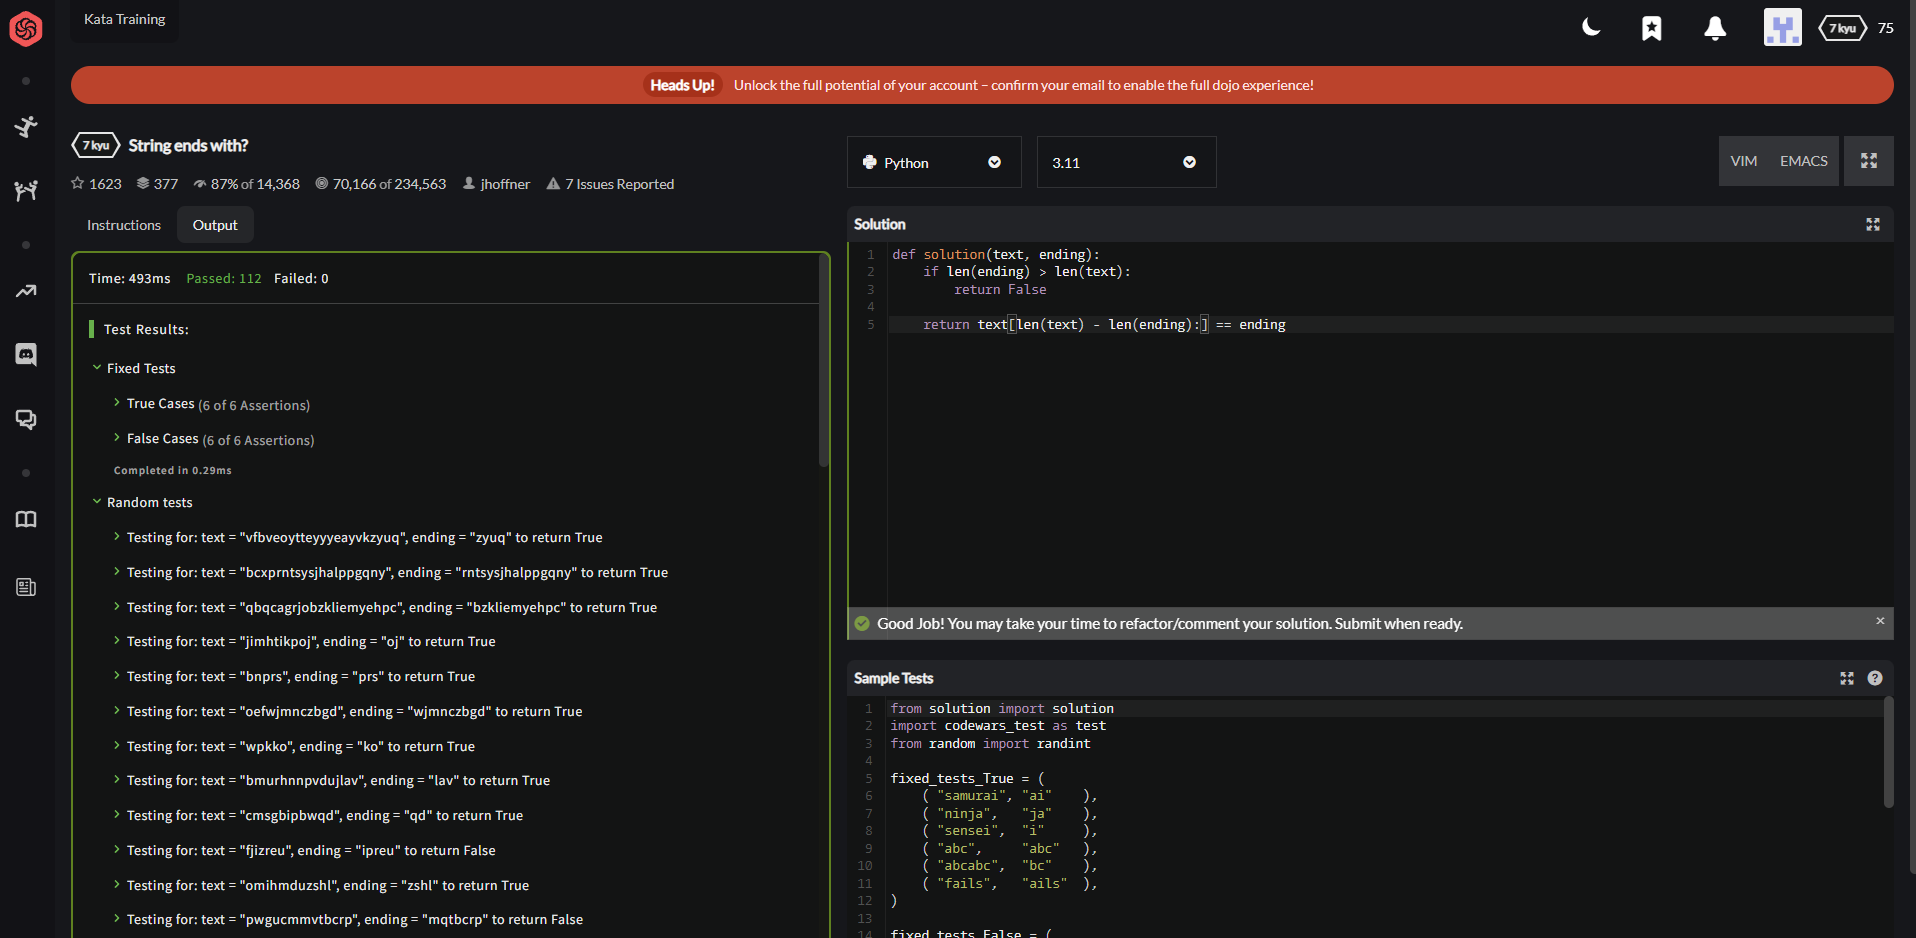 Kata Training
7 kyu 75
Heads Up! Unlock the full potential of your account – confirm your email to enable the full dojo experience!
7 kyu String ends with?
1623 377 87% of 14,368 70,166 of 234,563 jhoffner 7 Issues Reported
Instructions Output
Time: 493ms Passed: 112 Failed: 0
Test Results:
Fixed Tests
True Cases (6 of 6 Assertions)
False Cases (6 of 6 Assertions)
Completed in 0.29ms
Random tests
Testing for: text = "vfbveoytteyyyeayvkzyuq", ending = "zyuq" to return True
Testing for: text = "bcxprntsysjhalppgqny", ending = "rntsysjhalppgqny" to return True
Testing for: text = "qbqcagrjobzkliemyehpc", ending = "bzkliemyehpc" to return True
Testing for: text = "jimhtikpoj", ending = "oj" to return True
Testing for: text = "bnprs", ending = "prs" to return True
Testing for: text = "oefwjmnczbgd", ending = "wjmnczbgd" to return True
Testing for: text = "wpkko", ending = "ko" to return True
Testing for: text = "bmurhnnpvdujlav", ending = "lav" to return True
Testing for: text = "cmsgbipbwqd", ending = "qd" to return True
Testing for: text = "fjizreu", ending = "ipreu" to return False
Testing for: text = "omihmduzshl", ending = "zshl" to return True
Testing for: text = "pwgucmmvtbcrp", ending = "mqtbcrp" to return False
Python 3.11 VIM EMACS
Solution
1 def solution(text, ending):
2     if len(ending) > len(text):
3         return False
4
5     return text[len(text) - len(ending):] == ending
Good Job! You may take your time to refactor/comment your solution. Submit when ready. ×
Sample Tests ?
1 from solution import solution
2 import codewars_test as test
3 from random import randint
4
5 fixed_tests_True = (
6     ( "samurai", "ai"    ),
7     ( "ninja",   "ja"    ),
8     ( "sensei",  "i"     ),
9     ( "abc",     "abc"   ),
10     ( "abcabc",  "bc"    ),
11     ( "fails",   "ails"  ),
12 )
13
14 fixed_tests_False = (